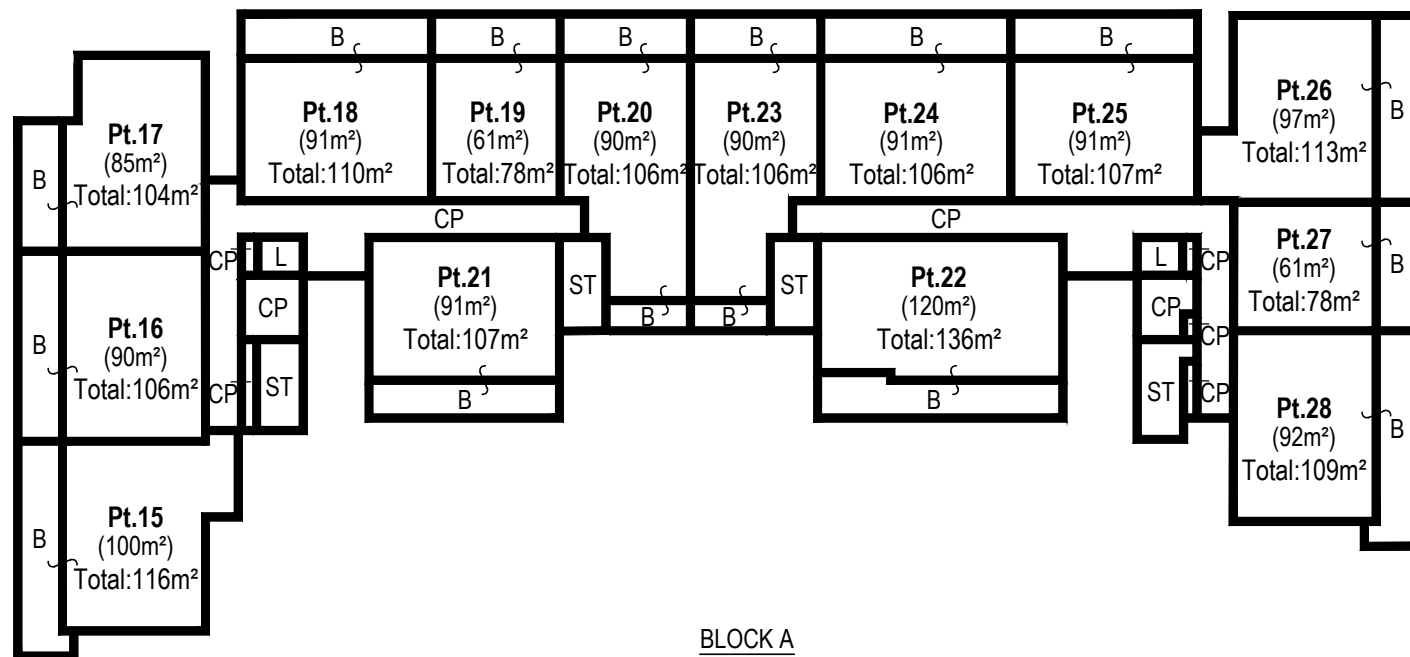 B
B
B
B
B
B
Pt.17
(85m²)
Total:104m²
B
Pt.18
(91m²)
Total:110m²
Pt.19
(61m²)
Total:78m²
Pt.20
(90m²)
Total:106m²
Pt.23
(90m²)
Total:106m²
Pt.24
(91m²)
Total:106m²
Pt.25
(91m²)
Total:107m²
Pt.26
(97m²)
Total:113m²
B
CP
CP
CP
L
CP
ST
Pt.16
(90m²)
Total:106m²
B
CP
Pt.21
(91m²)
Total:107m²
B
ST
B
B
ST
Pt.22
(120m²)
Total:136m²
B
L
CP
CP
CP
ST
CP
Pt.27
(61m²)
Total:78m²
B
Pt.28
(92m²)
Total:109m²
B
Pt.15
(100m²)
Total:116m²
B
BLOCK A